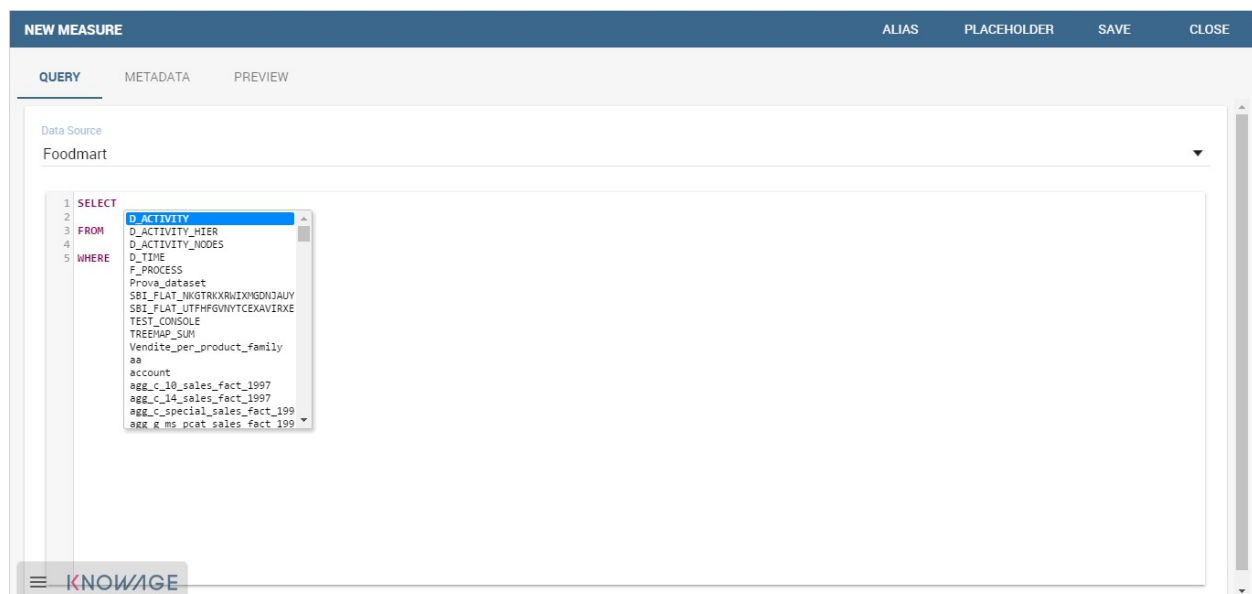 NEW MEASURE ALIAS PLACEHOLDER SAVE CLOSE
QUERY METADATA PREVIEW
Data Source
Foodmart
1 SELECT
2
3 FROM
4
5 WHERE
D_ACTIVITY
D_ACTIVITY_HIER
D_ACTIVITY_NODES
D_TIME
F_PROCESS
Prova_dataset
SBI_FLAT_NKGTRKXRWIXMGDNJAUY
SBI_FLAT_UTFHFGVNYTCEXAVIRXE
TEST_CONSOLE
TREEMAP_SUM
Vendite_per_product_family
aa
account
agg_c_10_sales_fact_1997
agg_c_14_sales_fact_1997
agg_c_special_sales_fact_199
agg_g_ms_pcat_sales_fact_199
KNOWAGE